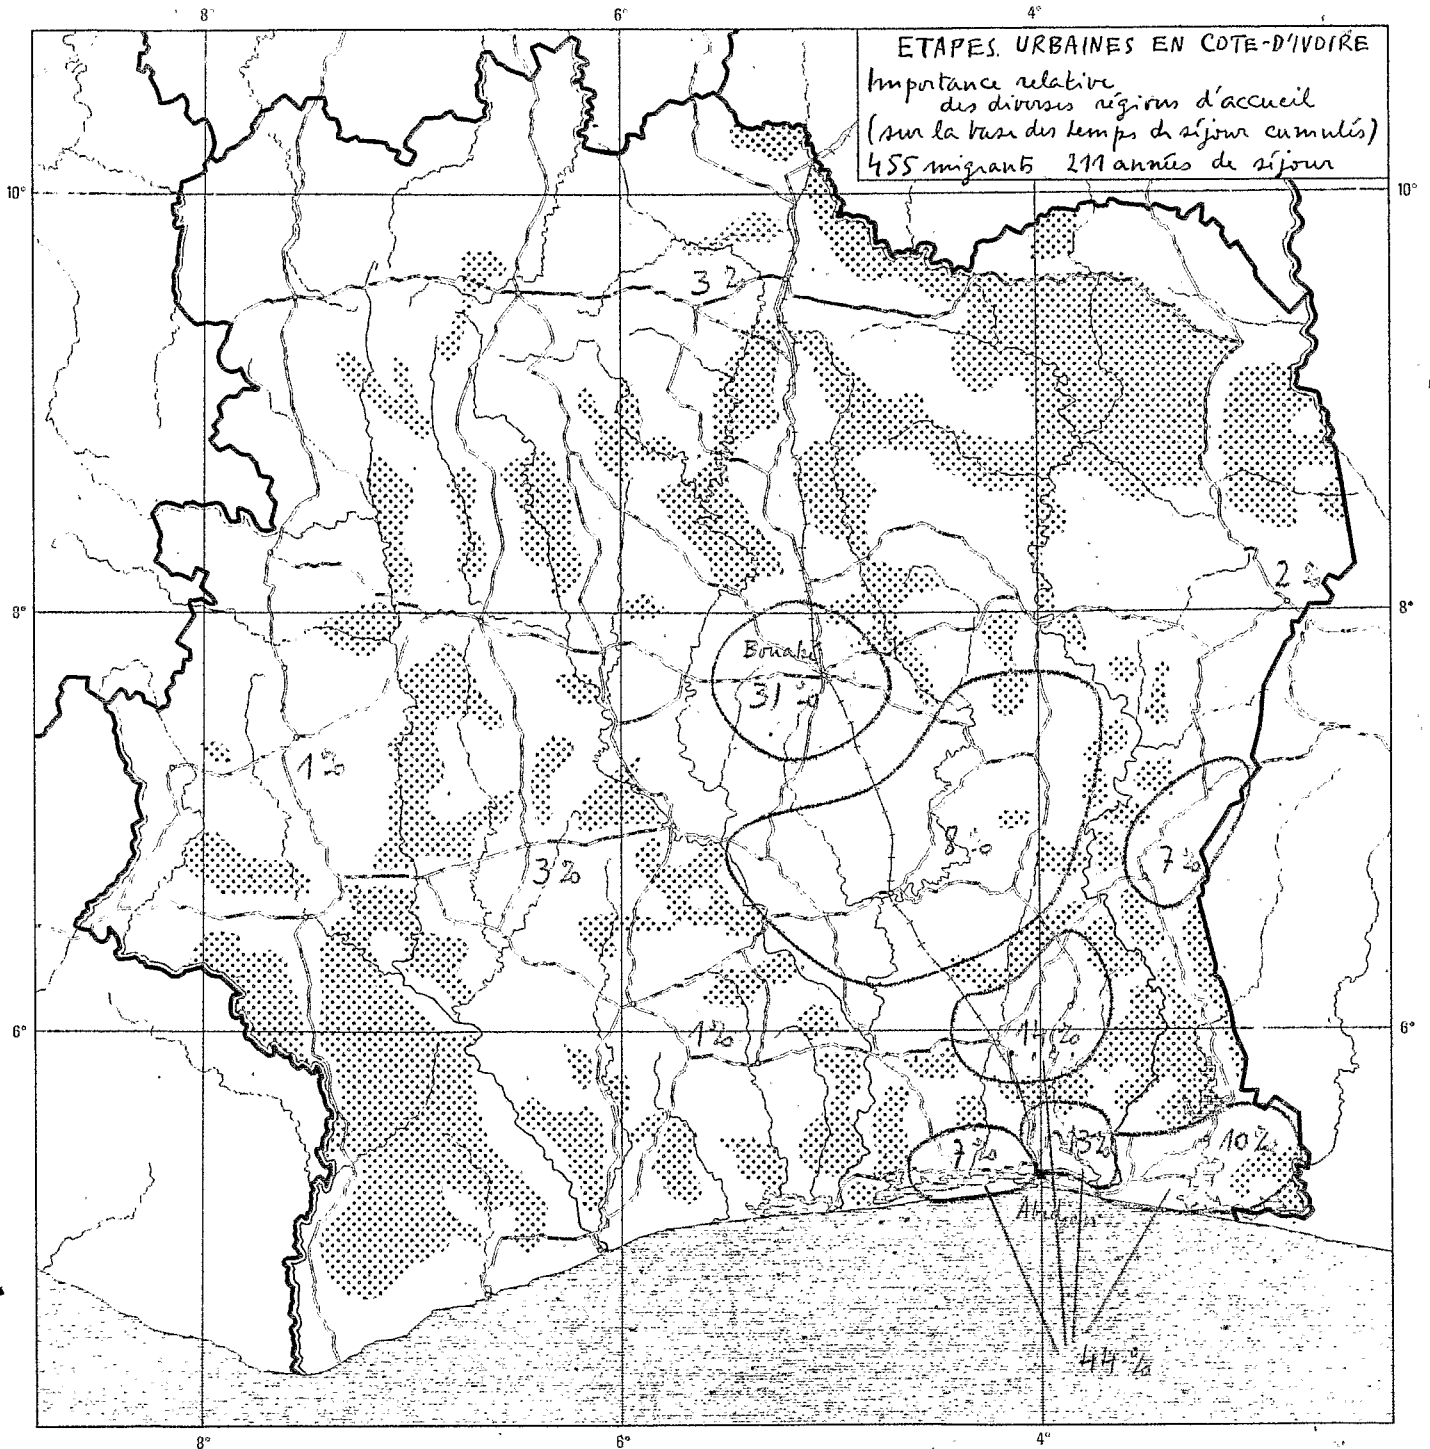 8° 6° 4°
ETAPES URBAINES EN COTE-D'IVOIRE
Importance relative
des diverses régions d'accueil
(sur la base des temps de séjour cumulés)
455 migrants 211 années de séjour
10° 10°
3%
2%
8° 8°
Bouaké
31%
1%
8%
7%
3%
6° 1% 14% 6°
7% 13% 10%
Abidjan
44%
8° 6° 4°